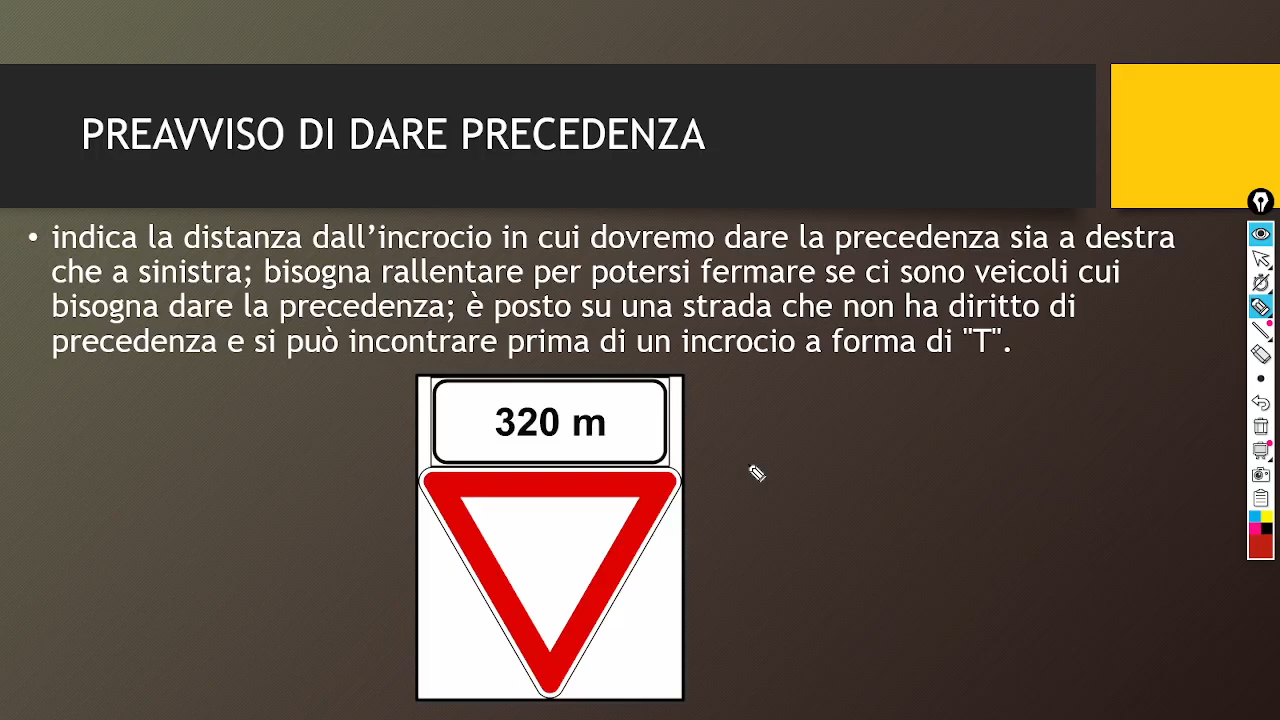 PREAVVISO DI DARE PRECEDENZA
• indica la distanza dall’incrocio in cui dovremo dare la precedenza sia a destra
che a sinistra; bisogna rallentare per potersi fermare se ci sono veicoli cui
bisogna dare la precedenza; è posto su una strada che non ha diritto di
precedenza e si può incontrare prima di un incrocio a forma di "T".
320 m